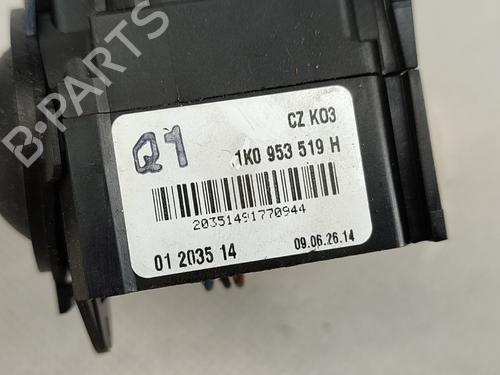 B-PARTS
Q1
CZ K03
1K0 953 519 H
20351491770944
01 2035 14
09.06.26.14